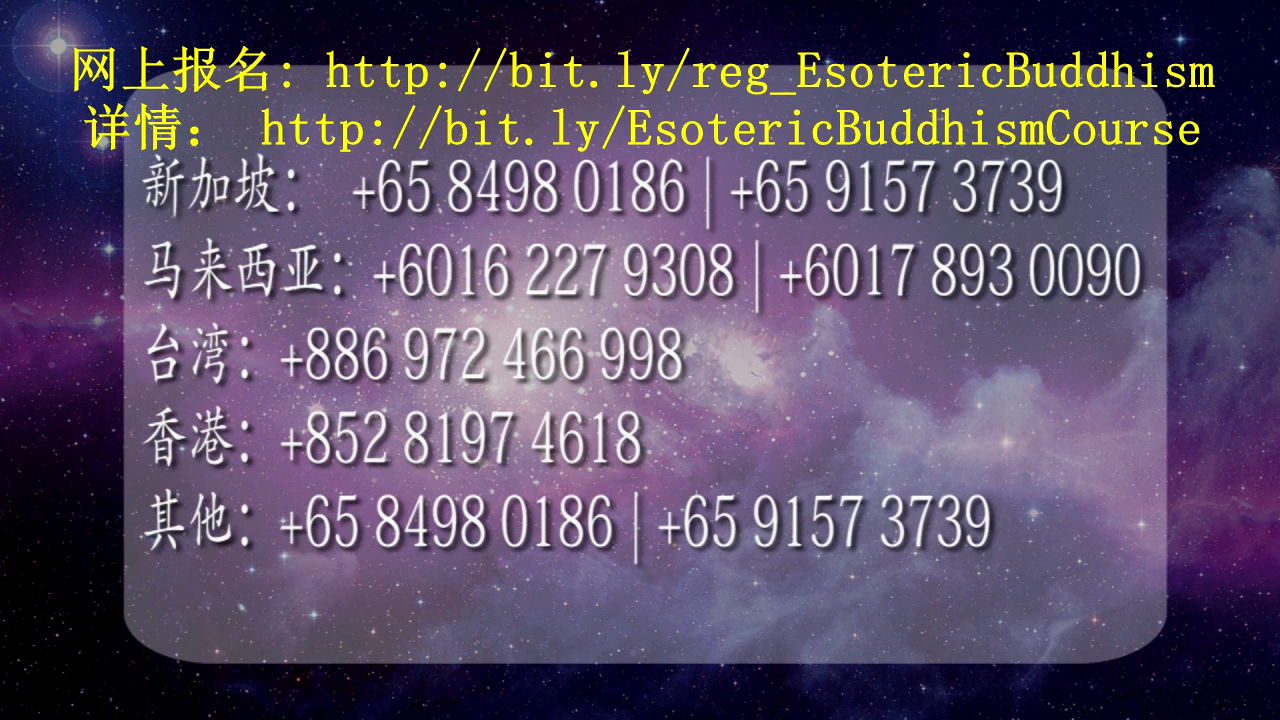 网上报名: http://bit.ly/reg_EsotericBuddhism
详情: http://bit.ly/EsotericBuddhismCourse
新加坡: +65 8498 0186 | +65 9157 3739
马来西亚: +6016 227 9308 | +6017 893 0090
台湾: +886 972 466 998
香港: +852 8197 4618
其他: +65 8498 0186 | +65 9157 3739